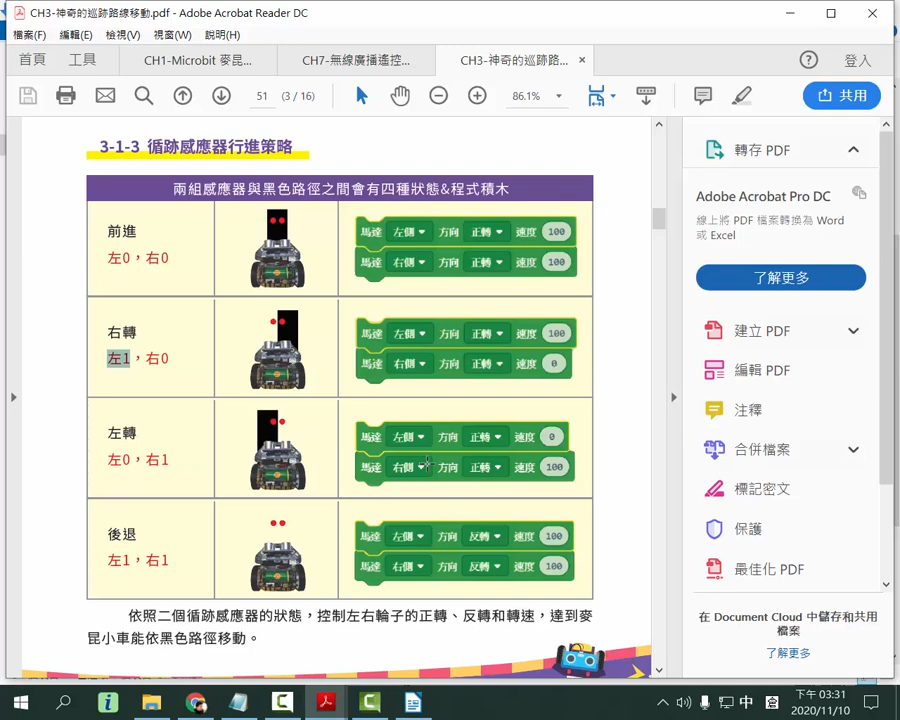 CH3-神奇的巡跡路線移動.pdf - Adobe Acrobat Reader DC
檔案(F) 編輯(E) 檢視(V) 視窗(W) 說明(H)
首頁 工具 CH1-Microbit 麥昆... CH7-無線廣播遙控... CH3-神奇的巡跡路... × 登入
51 (3 / 16) 86.1% 共用
3-1-3 循跡感應器行進策略
兩組感應器與黑色路徑之間會有四種狀態&程式積木
前進
左0，右0
馬達 左側 方向 正轉 速度 100
馬達 右側 方向 正轉 速度 100
右轉
左1，右0
馬達 左側 方向 正轉 速度 100
馬達 右側 方向 正轉 速度 0
左轉
左0，右1
馬達 左側 方向 正轉 速度 0
馬達 右側 方向 正轉 速度 100
後退
左1，右1
馬達 左側 方向 反轉 速度 100
馬達 右側 方向 反轉 速度 100
依照二個循跡感應器的狀態，控制左右輪子的正轉、反轉和轉速，達到麥
昆小車能依黑色路徑移動。
轉存 PDF
Adobe Acrobat Pro DC
線上將 PDF 檔案轉換為 Word
或 Excel
了解更多
建立 PDF
編輯 PDF
注釋
合併檔案
標記密文
保護
最佳化 PDF
在 Document Cloud 中儲存和共用
檔案
了解更多
中
下午 03:31
2020/11/10